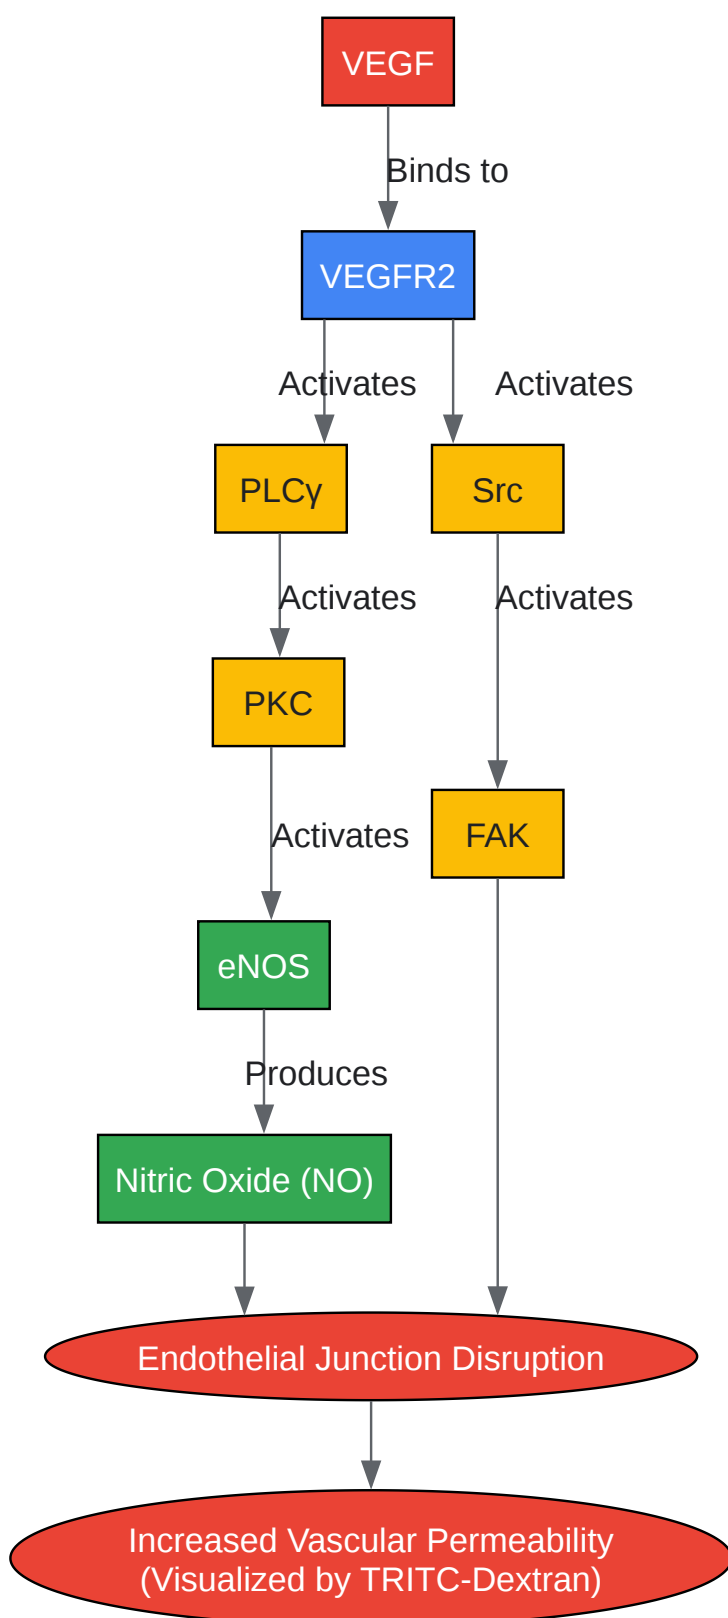 VEGF
Binds to
VEGFR2
Activates
Activates
PLCγ
Src
Activates
Activates
PKC
FAK
Activates
eNOS
Produces
Nitric Oxide (NO)
Endothelial Junction Disruption
Increased Vascular Permeability
(Visualized by TRITC-Dextran)